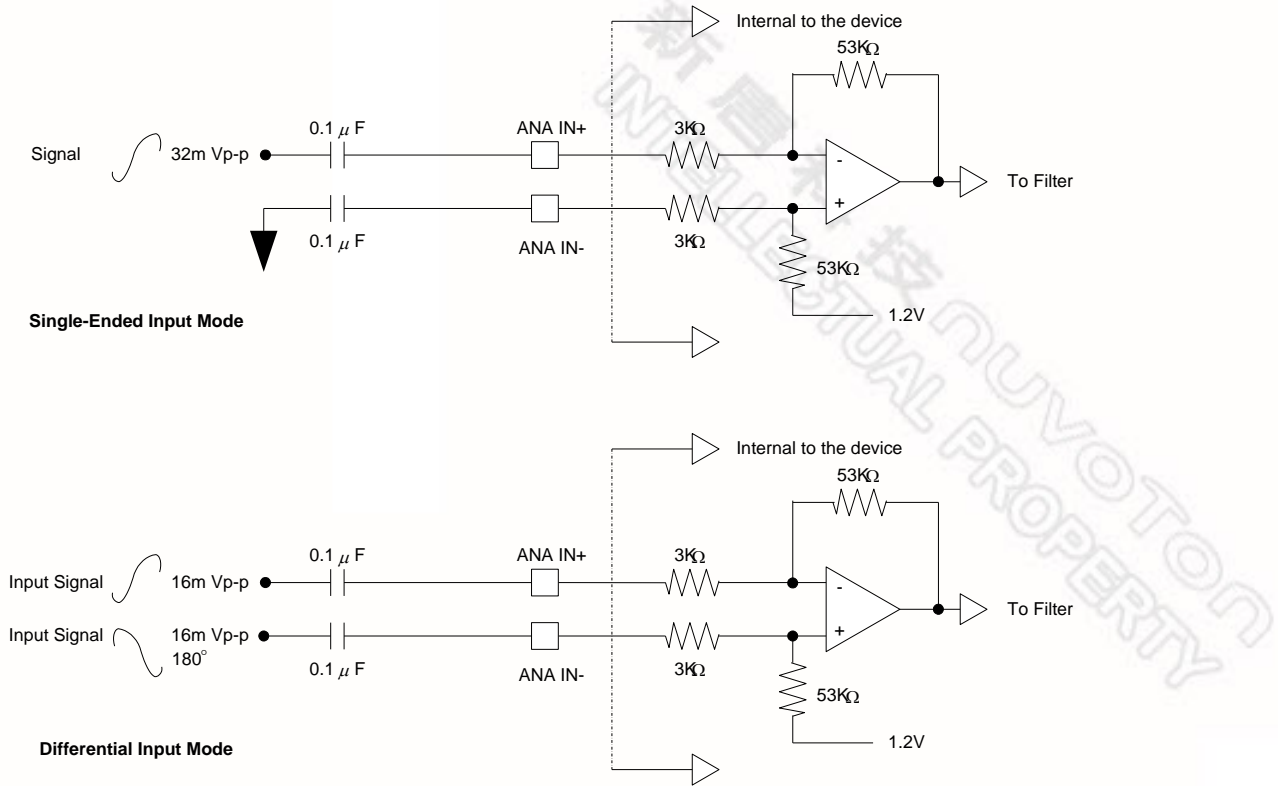 Internal to the device
53KΩ
0.1 μ F
ANA IN+
3KΩ
Signal
32m Vp-p
-
To Filter
+
0.1 μ F
ANA IN-
3KΩ
53KΩ
1.2V
Single-Ended Input Mode
Internal to the device
53KΩ
0.1 μ F
ANA IN+
3KΩ
Input Signal
16m Vp-p
-
To Filter
Input Signal
16m Vp-p
180°
+
0.1 μ F
ANA IN-
3KΩ
53KΩ
1.2V
Differential Input Mode
新唐科技 nuvoton
INTELLECTUAL PROPERTY